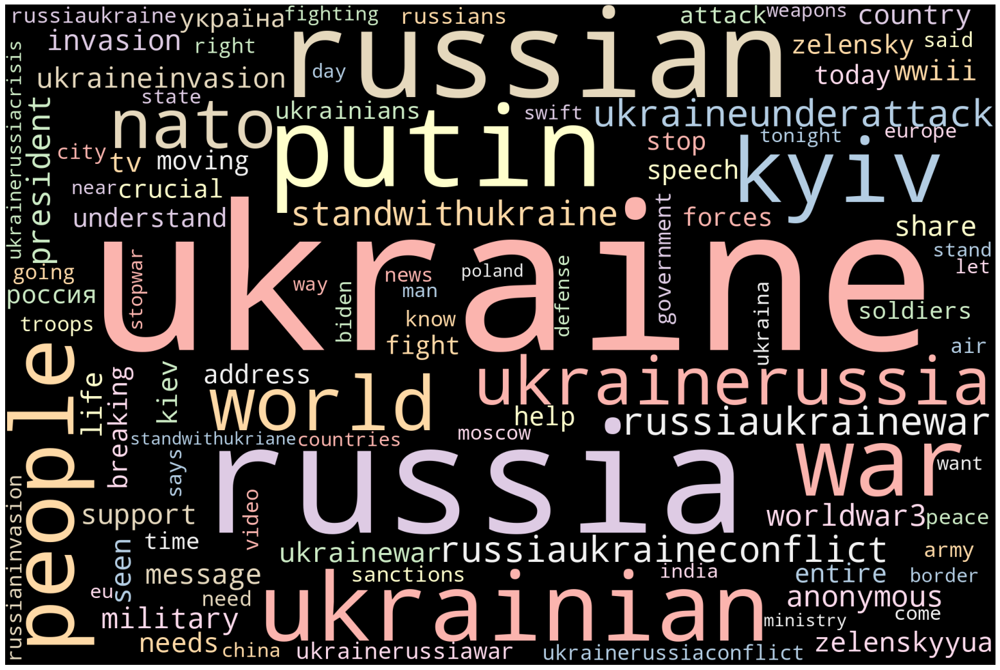 russiaukraine
україна
fighting
russians
attack
weapons
country
invasion
right
russian
zelensky
said
ukraineinvasion
day
today
wwiii
state
nato
ukrainians
putin
swift
ukraineunderattack
ukrainerussiacrisis
president
city
tv
moving
stop
tonight
europe
kyiv
near
crucial
speech
understand
standwithukraine
government
forces
share
ukraine
stand
going
stopwar
way
news
poland
let
россия
biden
man
defense
ukraina
troops
know
soldiers
fight
air
people
life
breaking
kiev
address
world
ukrainerussia
help
russiaukrainewar
standwithukriane
countries
moscow
says
russia
war
want
russianinvasion
support
video
worldwar3
peace
seen
time
ukrainewar
russiaukraineconflict
army
message
sanctions
india
entire
border
eu
need
ukrainian
anonymous
military
come
ministry
needs
china
ukrainerussiawar
ukrainerussiaconflict
zelenskyyua